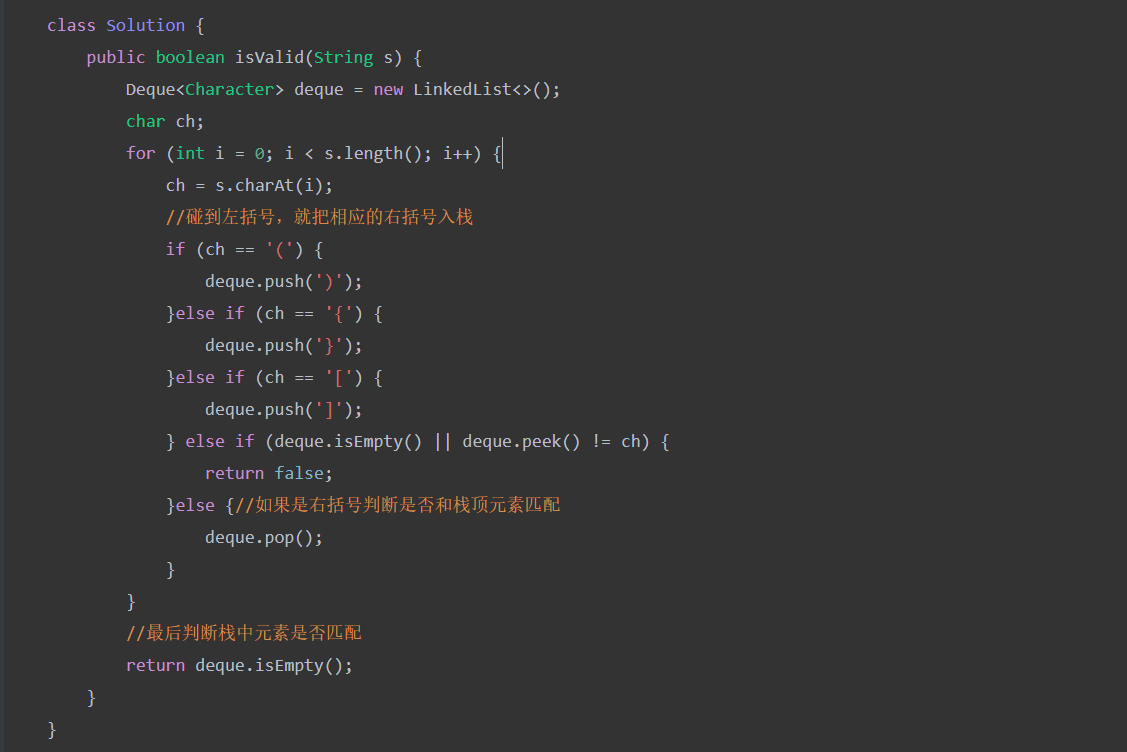 class Solution {
    public boolean isValid(String s) {
        Deque<Character> deque = new LinkedList<>();
        char ch;
        for (int i = 0; i < s.length(); i++) {
            ch = s.charAt(i);
            //碰到左括号，就把相应的右括号入栈
            if (ch == '(') {
                deque.push(')');
            }else if (ch == '{') {
                deque.push('}');
            }else if (ch == '[') {
                deque.push(']');
            } else if (deque.isEmpty() || deque.peek() != ch) {
                return false;
            }else {//如果是右括号判断是否和栈顶元素匹配
                deque.pop();
            }
        }
        //最后判断栈中元素是否匹配
        return deque.isEmpty();
    }
}